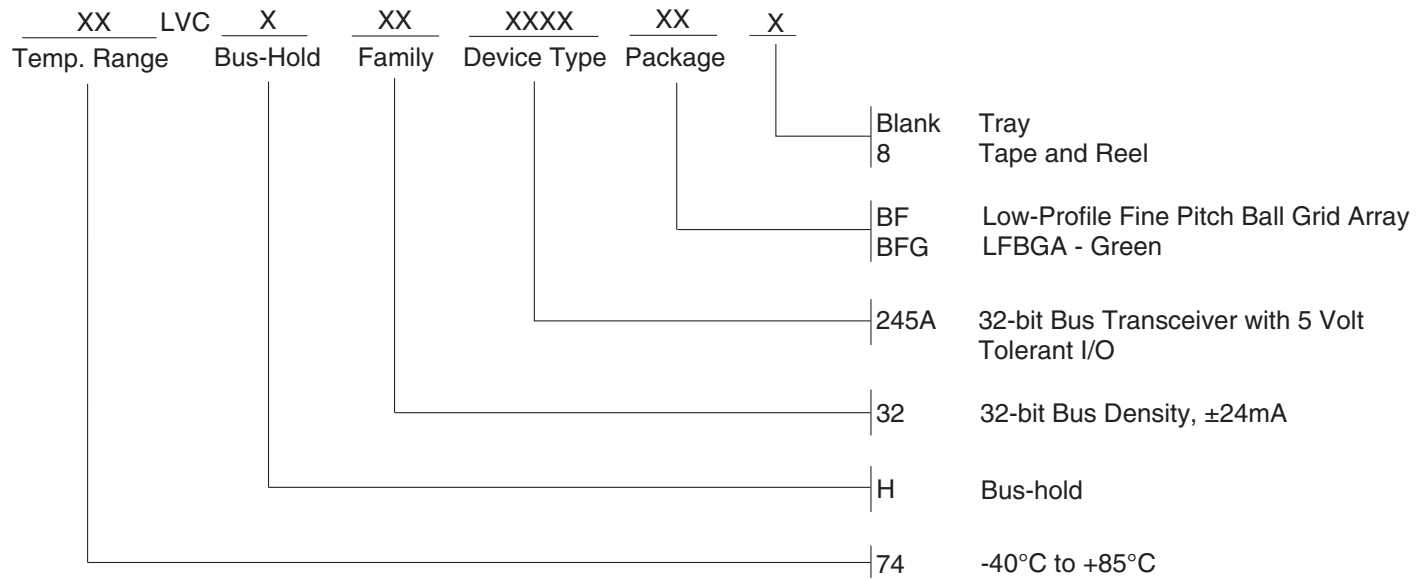 XX LVC X XX XXXX XX X
Temp. Range Bus-Hold Family Device Type Package
Blank Tray
8 Tape and Reel
BF Low-Profile Fine Pitch Ball Grid Array
BFG LFBGA - Green
245A 32-bit Bus Transceiver with 5 Volt
Tolerant I/O
32 32-bit Bus Density, ±24mA
H Bus-hold
74 -40°C to +85°C